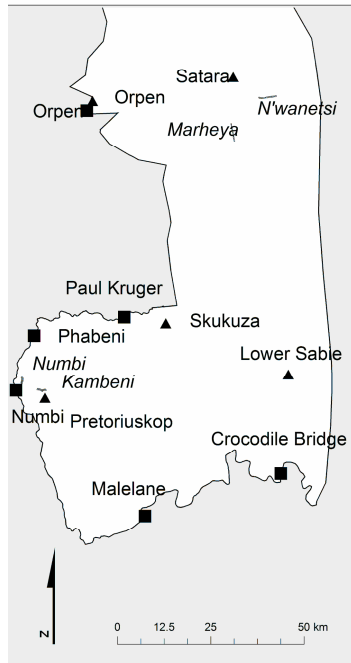 Satara
Orpen
Orpen
N'wanetsi
Marheya
Paul Kruger
Skukuza
Phabeni
Lower Sabie
Numbi
Kambeni
Numbi
Pretoriuskop
Crocodile Bridge
Malelane
N
0 12.5 25 50 km